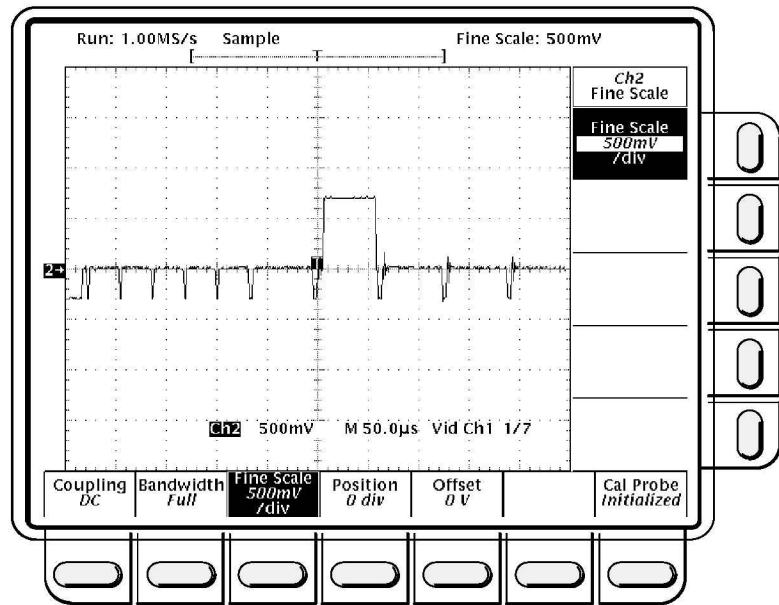 Run: 1.00MS/s Sample Fine Scale: 500mV
[ T ]
Ch2
Fine Scale
Fine Scale
500mV
/div
T
2→
Ch2 500mV M 50.0µs Vid Ch1 1/7
Coupling
DC
Bandwidth
Full
Fine Scale
500mV
/div
Position
0 div
Offset
0 V
Cal Probe
Initialized